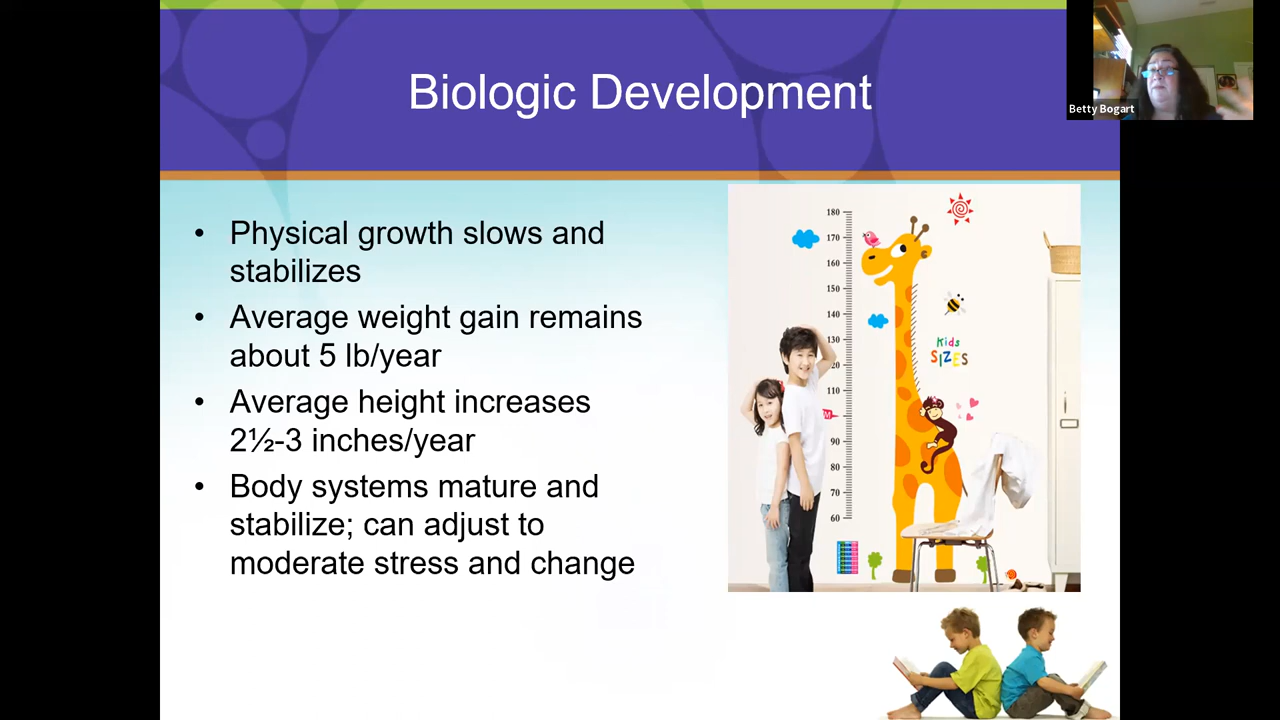 Biologic Development
Betty Bogart
• Physical growth slows and
stabilizes
• Average weight gain remains
about 5 lb/year
• Average height increases
2½-3 inches/year
• Body systems mature and
stabilize; can adjust to
moderate stress and change
180
170
160
150
140
130
20
110
90
80
70
60
Kids
SIZES